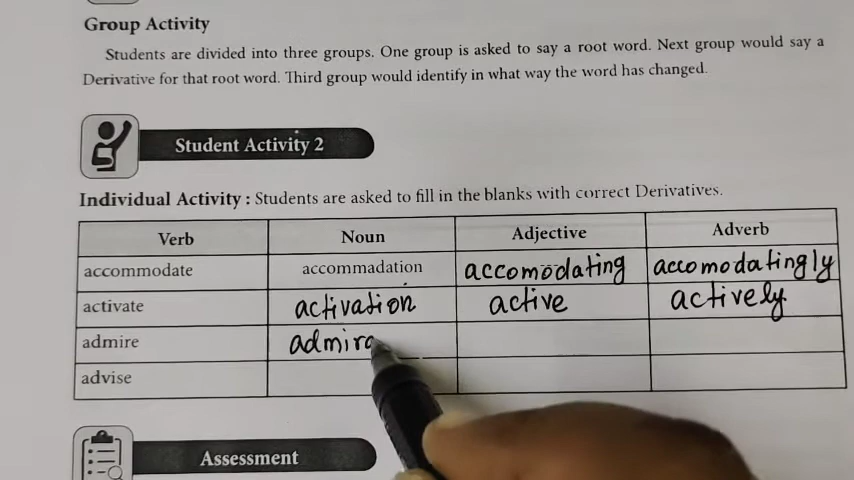 Group Activity
Students are divided into three groups. One group is asked to say a root word. Next group would say a
Derivative for that root word. Third group would identify in what way the word has changed.
Student Activity 2
Individual Activity : Students are asked to fill in the blanks with correct Derivatives.
Verb Noun Adjective Adverb
accommodate accommadation accomodating accomodatingly
activate activation active actively
admire admira
advise
Assessment